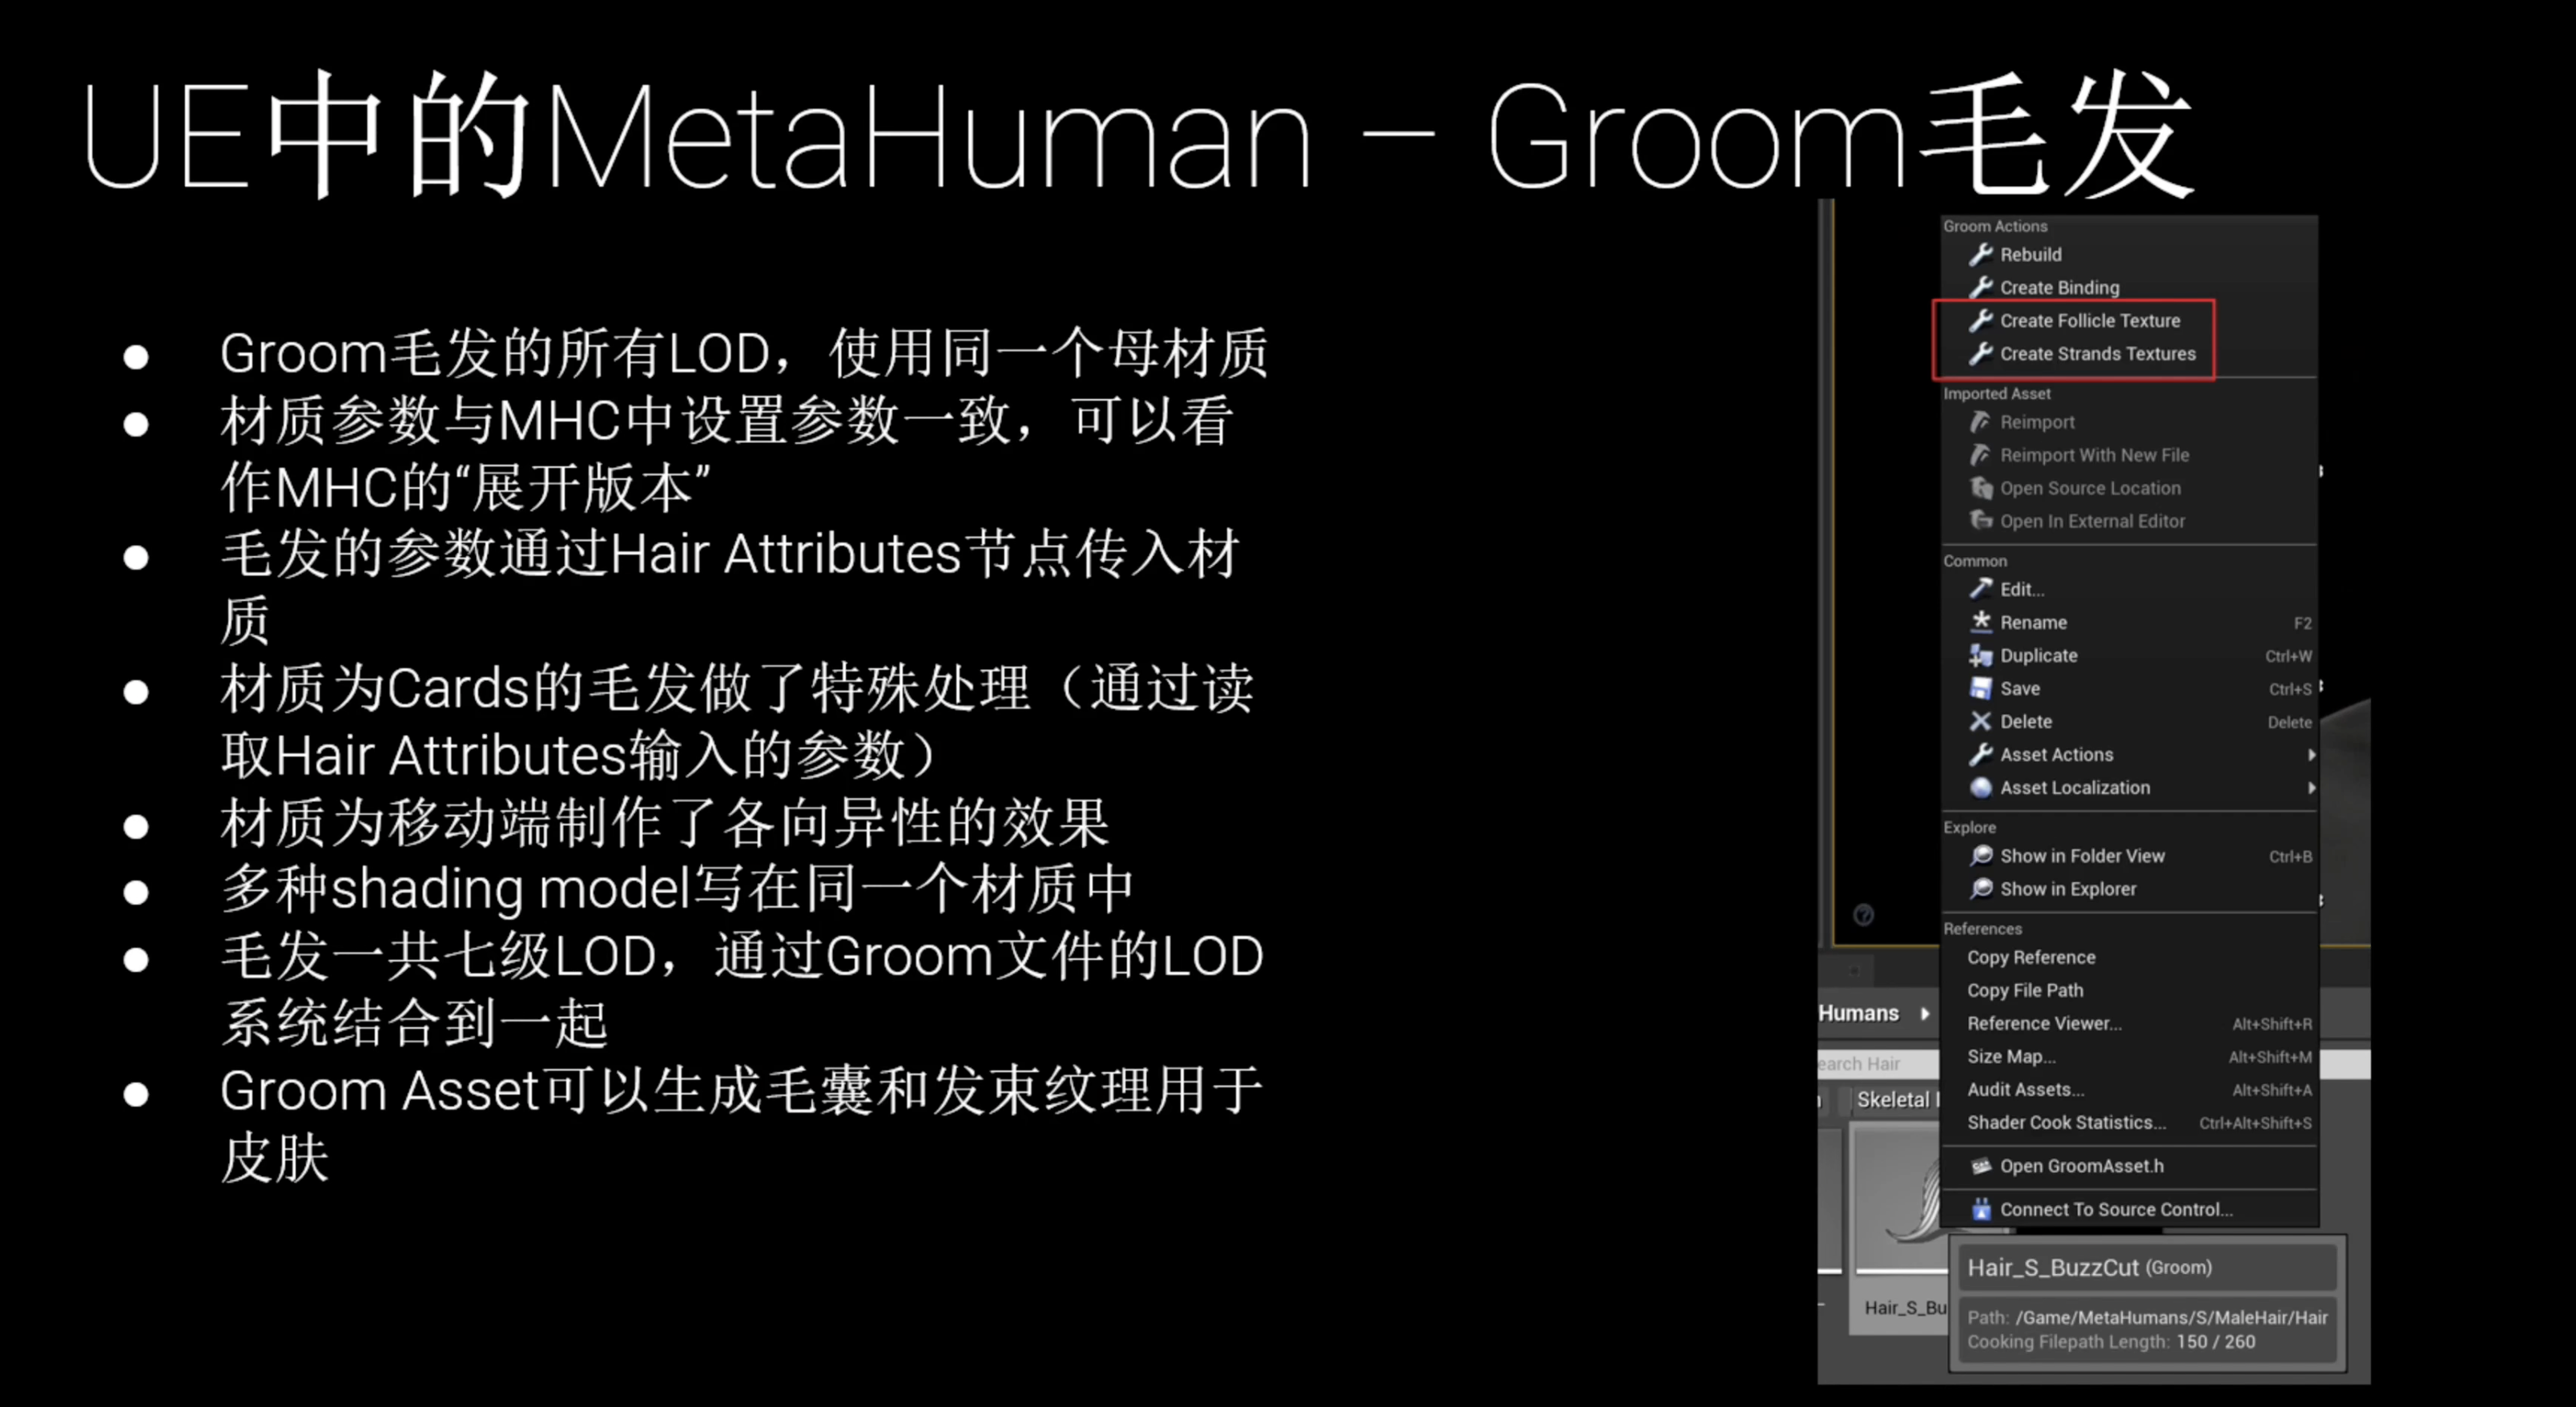 UE中的MetaHuman – Groom毛发
● Groom毛发的所有LOD，使用同一个母材质
● 材质参数与MHC中设置参数一致，可以看
作MHC的“展开版本”
● 毛发的参数通过Hair Attributes节点传入材
质
● 材质为Cards的毛发做了特殊处理（通过读
取Hair Attributes输入的参数）
● 材质为移动端制作了各向异性的效果
● 多种shading model写在同一个材质中
● 毛发一共七级LOD，通过Groom文件的LOD
系统结合到一起
● Groom Asset可以生成毛囊和发束纹理用于
皮肤
Groom Actions
Rebuild
Create Binding
Create Follicle Texture
Create Strands Textures
Imported Asset
Reimport
Reimport With New File
Open Source Location
Open In External Editor
Common
Edit...
Rename F2
Duplicate Ctrl+W
Save Ctrl+S
Delete Delete
Asset Actions
Asset Localization
Explore
Show in Folder View Ctrl+B
Show in Explorer
References
Copy Reference
Copy File Path
Reference Viewer... Alt+Shift+R
Size Map... Alt+Shift+M
Audit Assets... Alt+Shift+A
Shader Cook Statistics... Ctrl+Alt+Shift+S
Open GroomAsset.h
Connect To Source Control...
Humans
earch Hair
Skeletal
Hair_S_Bu
Hair_S_BuzzCut (Groom)
Path: /Game/MetaHumans/S/MaleHair/Hair
Cooking Filepath Length: 150 / 260